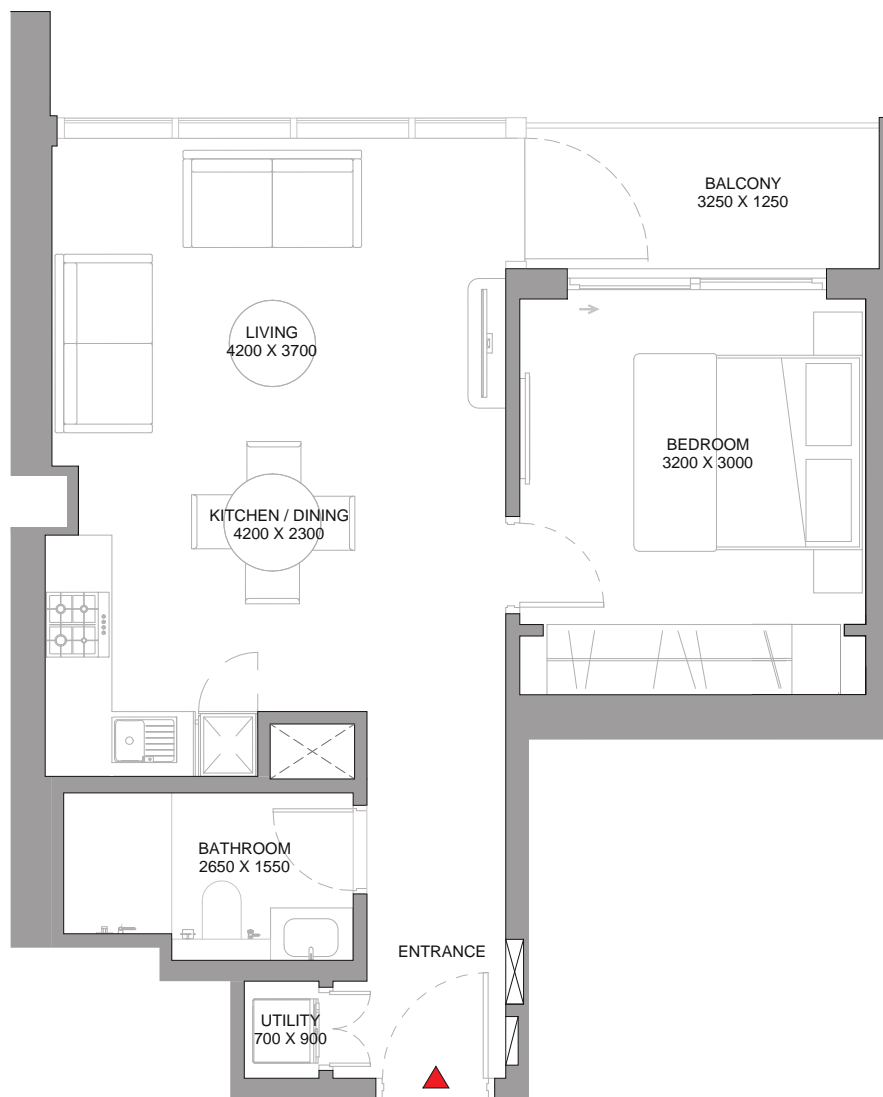 BALCONY
3250 X 1250
LIVING
4200 X 3700
BEDROOM
3200 X 3000
KITCHEN / DINING
4200 X 2300
BATHROOM
2650 X 1550
ENTRANCE
UTILITY
700 X 900